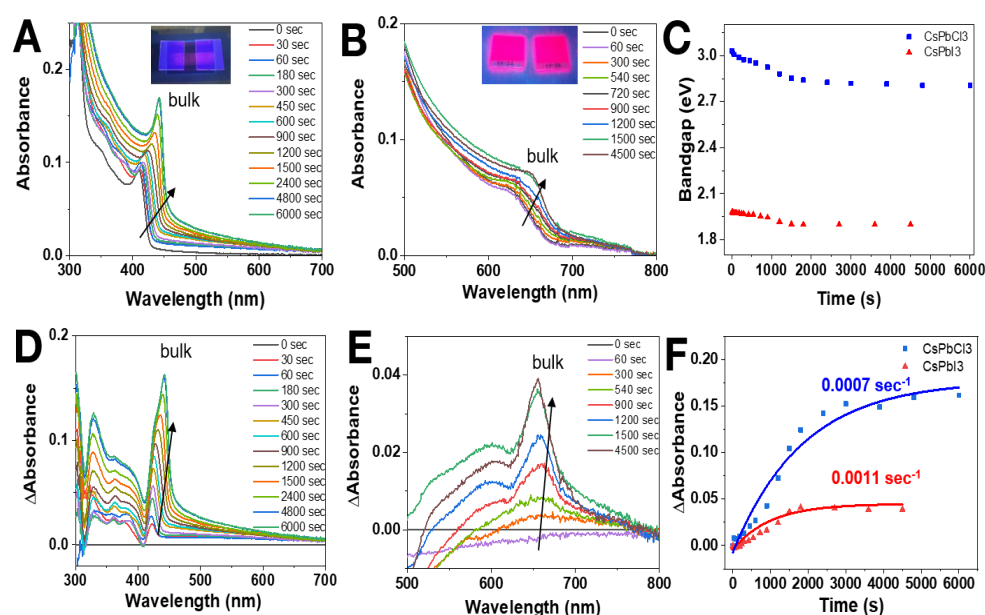 A
0.2
0.1
0.0
Absorbance
300
400
500
600
700
Wavelength (nm)
bulk
0 sec
30 sec
60 sec
180 sec
300 sec
450 sec
600 sec
900 sec
1200 sec
1500 sec
2400 sec
4800 sec
6000 sec
B
0.2
0.1
0.0
Absorbance
500
600
700
800
Wavelength (nm)
bulk
0 sec
60 sec
300 sec
540 sec
720 sec
900 sec
1200 sec
1500 sec
4500 sec
C
CsPbCl3
CsPbI3
3.0
2.7
2.4
2.1
1.8
Bandgap (eV)
0
1000
2000
3000
4000
5000
6000
Time (s)
D
0.2
0.1
0.0
ΔAbsorbance
300
400
500
600
700
Wavelength (nm)
bulk
0 sec
30 sec
60 sec
180 sec
300 sec
450 sec
600 sec
900 sec
1200 sec
1500 sec
2400 sec
4800 sec
6000 sec
E
0.04
0.02
0.00
ΔAbsorbance
500
600
700
800
Wavelength (nm)
bulk
0 sec
60 sec
300 sec
540 sec
900 sec
1200 sec
1500 sec
4500 sec
F
CsPbCl3
CsPbI3
0.0007 sec⁻¹
0.0011 sec⁻¹
0.20
0.15
0.10
0.05
0.00
ΔAbsorbance
0
1000
2000
3000
4000
5000
6000
Time (s)